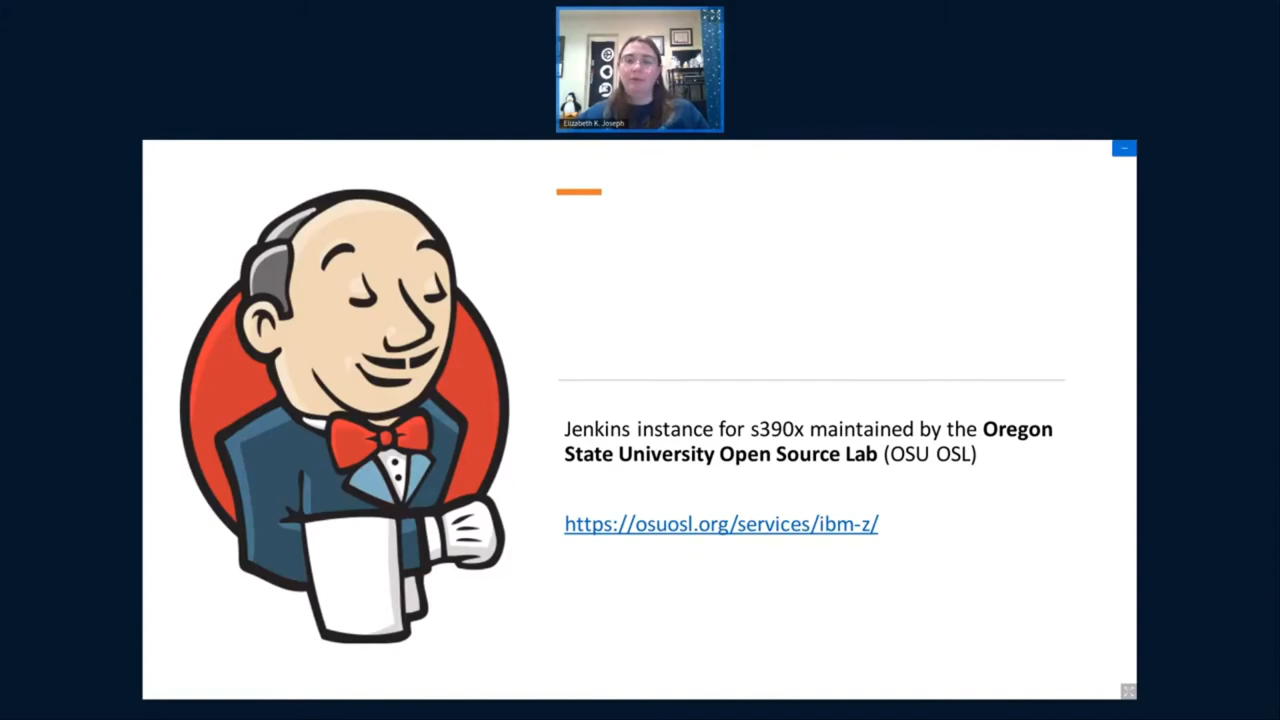 Elizabeth K. Joseph
Jenkins instance for s390x maintained by the Oregon
State University Open Source Lab (OSU OSL)
https://osuosl.org/services/ibm-z/